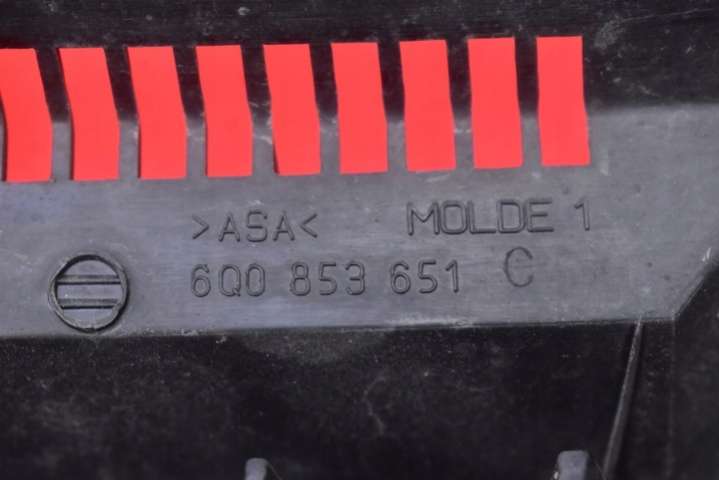 >ASA< MOLDE 1
6Q0 853 651 C